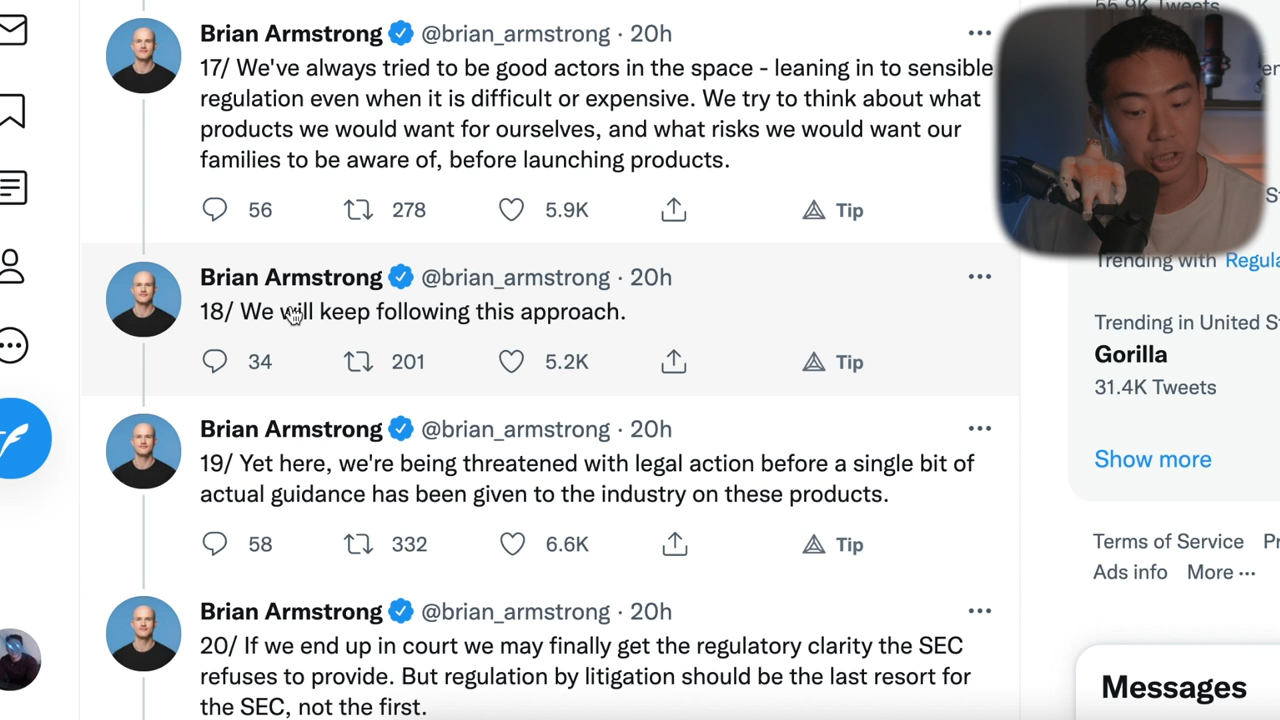 Brian Armstrong @brian_armstrong · 20h
17/ We've always tried to be good actors in the space - leaning in to sensible
regulation even when it is difficult or expensive. We try to think about what
products we would want for ourselves, and what risks we would want our
families to be aware of, before launching products.
56 278 5.9K Tip
Brian Armstrong @brian_armstrong · 20h
18/ We will keep following this approach.
34 201 5.2K Tip
Brian Armstrong @brian_armstrong · 20h
19/ Yet here, we're being threatened with legal action before a single bit of
actual guidance has been given to the industry on these products.
58 332 6.6K Tip
Brian Armstrong @brian_armstrong · 20h
20/ If we end up in court we may finally get the regulatory clarity the SEC
refuses to provide. But regulation by litigation should be the last resort for
the SEC, not the first.
55.9K Tweets
Trending with Regula
Trending in United S
Gorilla
31.4K Tweets
Show more
Terms of Service Pr
Ads info More ···
Messages